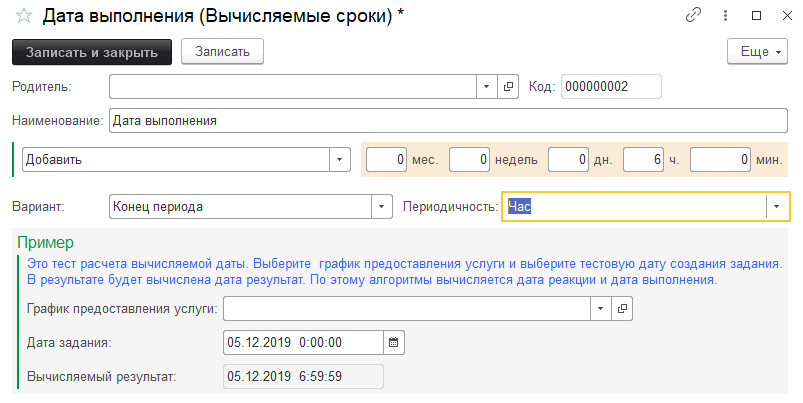 Дата выполнения (Вычисляемые сроки) *
Записать и закрыть Записать Еще
Родитель: Код: 000000002
Наименование: Дата выполнения
Добавить 0 мес. 0 недель 0 дн. 6 ч. 0 мин.
Вариант: Конец периода Периодичность: Час
Пример
Это тест расчета вычисляемой даты. Выберите график предоставления услуги и выберите тестовую дату создания задания.
В результате будет вычислена дата результат. По этому алгоритмы вычисляется дата реакции и дата выполнения.
График предоставления услуги:
Дата задания: 05.12.2019 0:00:00
Вычисляемый результат: 05.12.2019 6:59:59